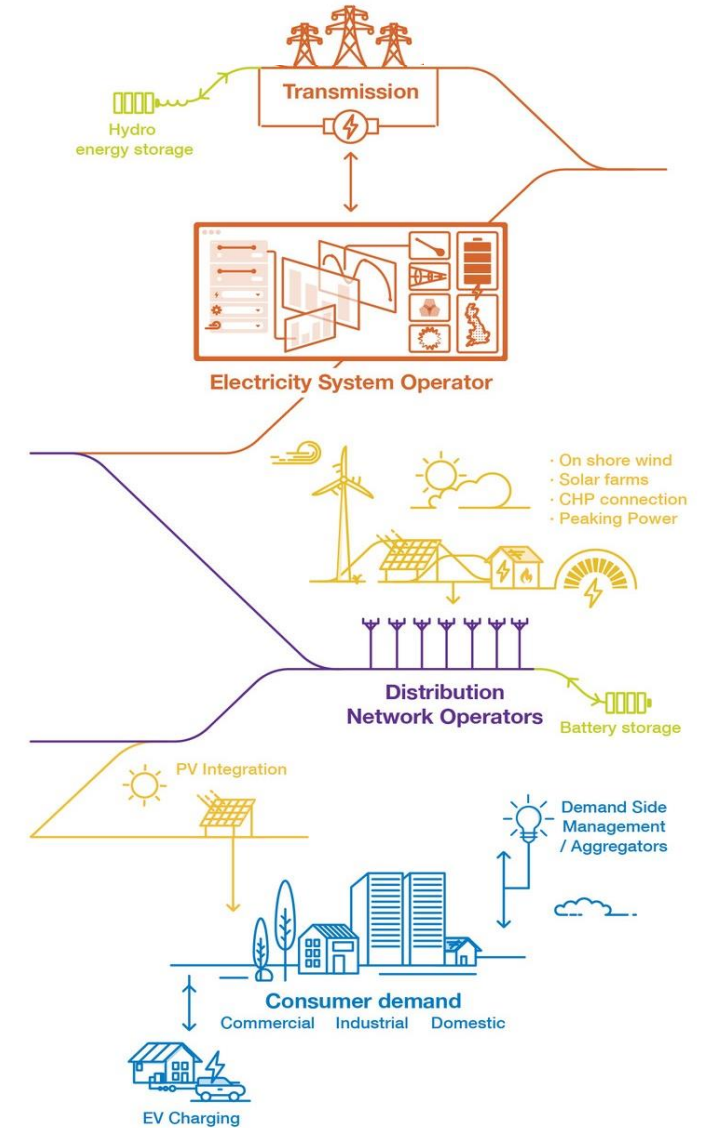 Transmission
Hydro
energy storage
Electricity System Operator
· On shore wind
· Solar farms
· CHP connection
· Peaking Power
Distribution
Network Operators
Battery storage
PV Integration
Demand Side
Management
/ Aggregators
Consumer demand
Commercial Industrial Domestic
EV Charging